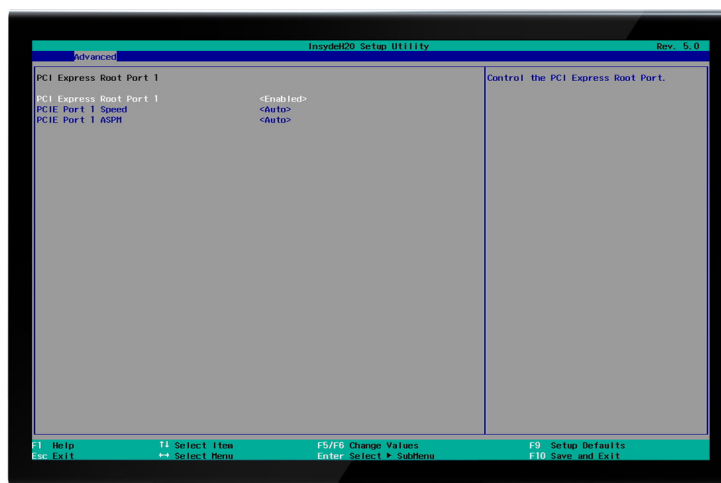 InsydeH20 Setup Utility Rev. 5.0
Advanced
PCI Express Root Port 1
Control the PCI Express Root Port.
PCI Express Root Port 1 <Enabled>
PCIE Port 1 Speed <Auto>
PCIE Port 1 ASPM <Auto>
F1 Help ↑↓ Select Item F5/F6 Change Values F9 Setup Defaults
Esc Exit ↔ Select Menu Enter Select ▶ SubMenu F10 Save and Exit